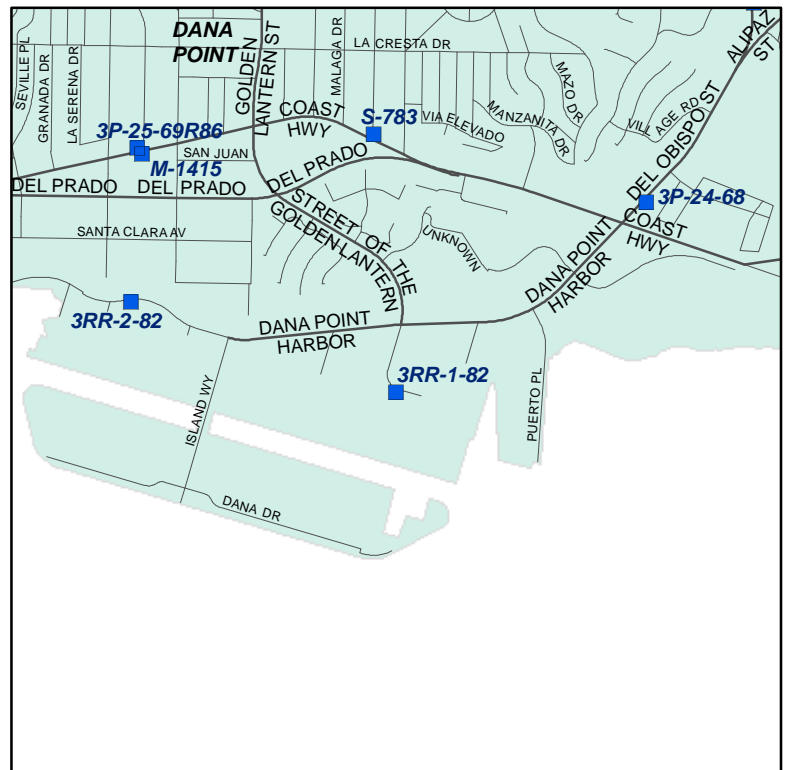 SEVILLE PL
GRANADA DR
LA SERENA DR
DANA
POINT
GOLDEN
LANTERN ST
MALAGA DR
LA CRESTA DR
MAZO DR
ALIPAZ
ST
COAST
HWY
S-783
VIA ELEVADO
MANZANITA DR
VILLAGE RD
3P-25-69R86
M-1415
SAN JUAN
DEL PRADO
DEL PRADO
DEL PRADO
DEL OBISPO ST
3P-24-68
COAST
HWY
SANTA CLARA AV
STREET OF THE
GOLDEN LANTERN
UNKNOWN
DANA POINT
HARBOR
3RR-2-82
DANA POINT
HARBOR
3RR-1-82
ISLAND WY
PUERTO PL
DANA DR